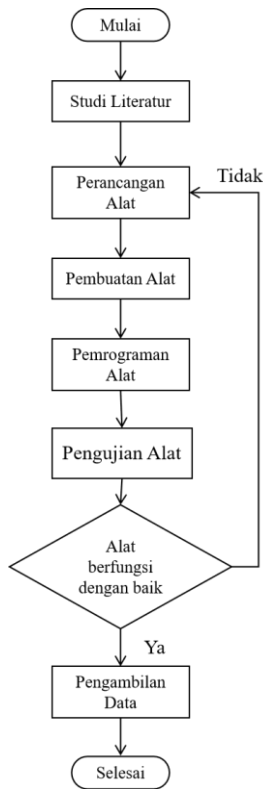 Mulai
Studi Literatur
Perancangan
Alat
Tidak
Pembuatan Alat
Pemrograman
Alat
Pengujian Alat
Alat
berfungsi
dengan baik
Ya
Pengambilan
Data
Selesai